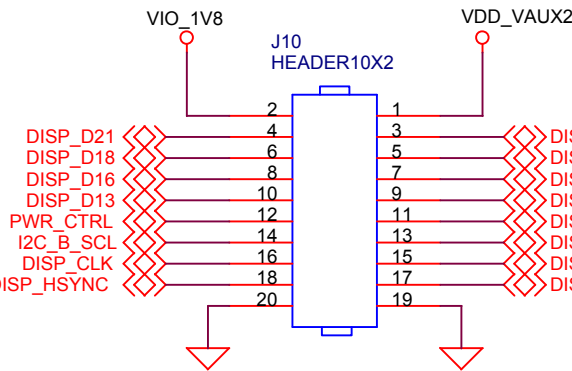 VIO_1V8 VDD_VAUX2
J10
HEADER10X2
2 1
DISP_D21 4 3
DISP_D18 6 5
DISP_D16 8 7
DISP_D13 10 9
PWR_CTRL 12 11
I2C_B_SCL 14 13
DISP_CLK 16 15
DISP_HSYNC 18 17
20 19